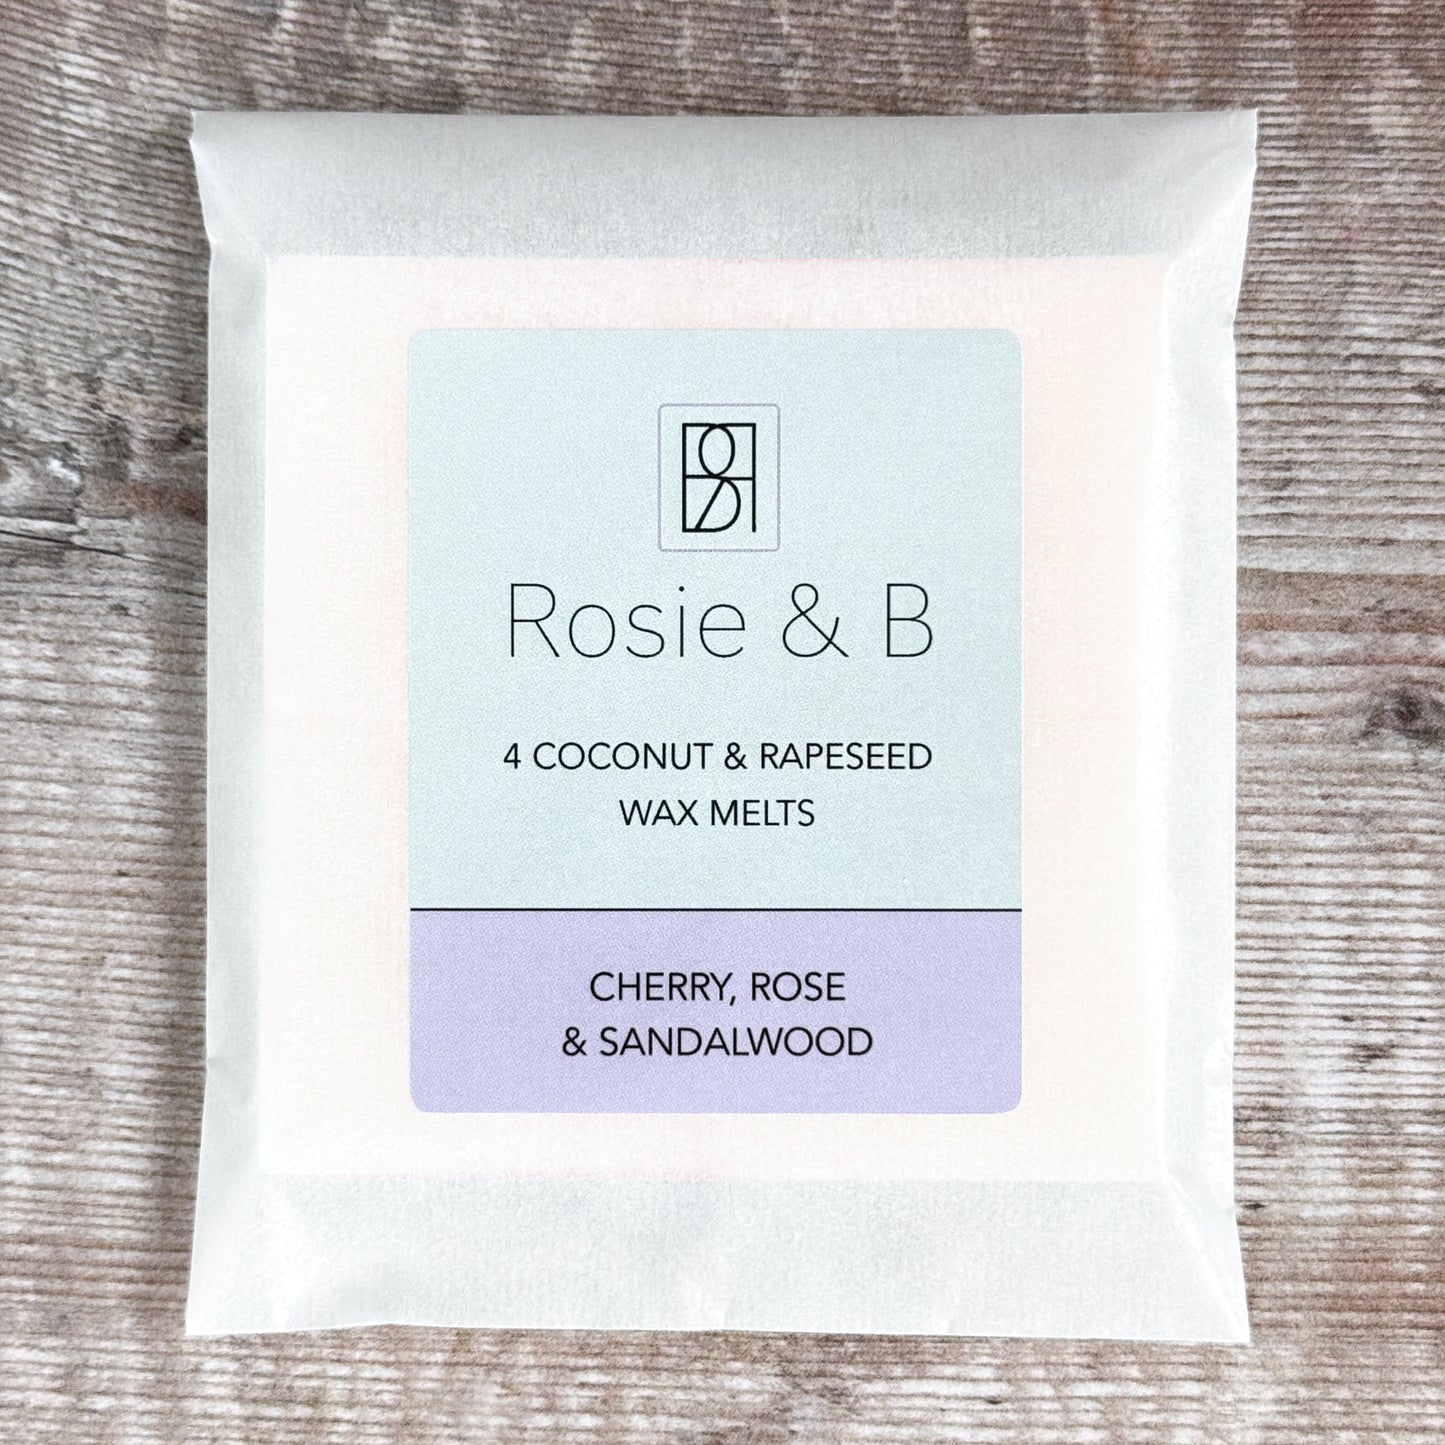 Rosie & B
4 COCONUT & RAPESEED
WAX MELTS
CHERRY, ROSE
& SANDALWOOD